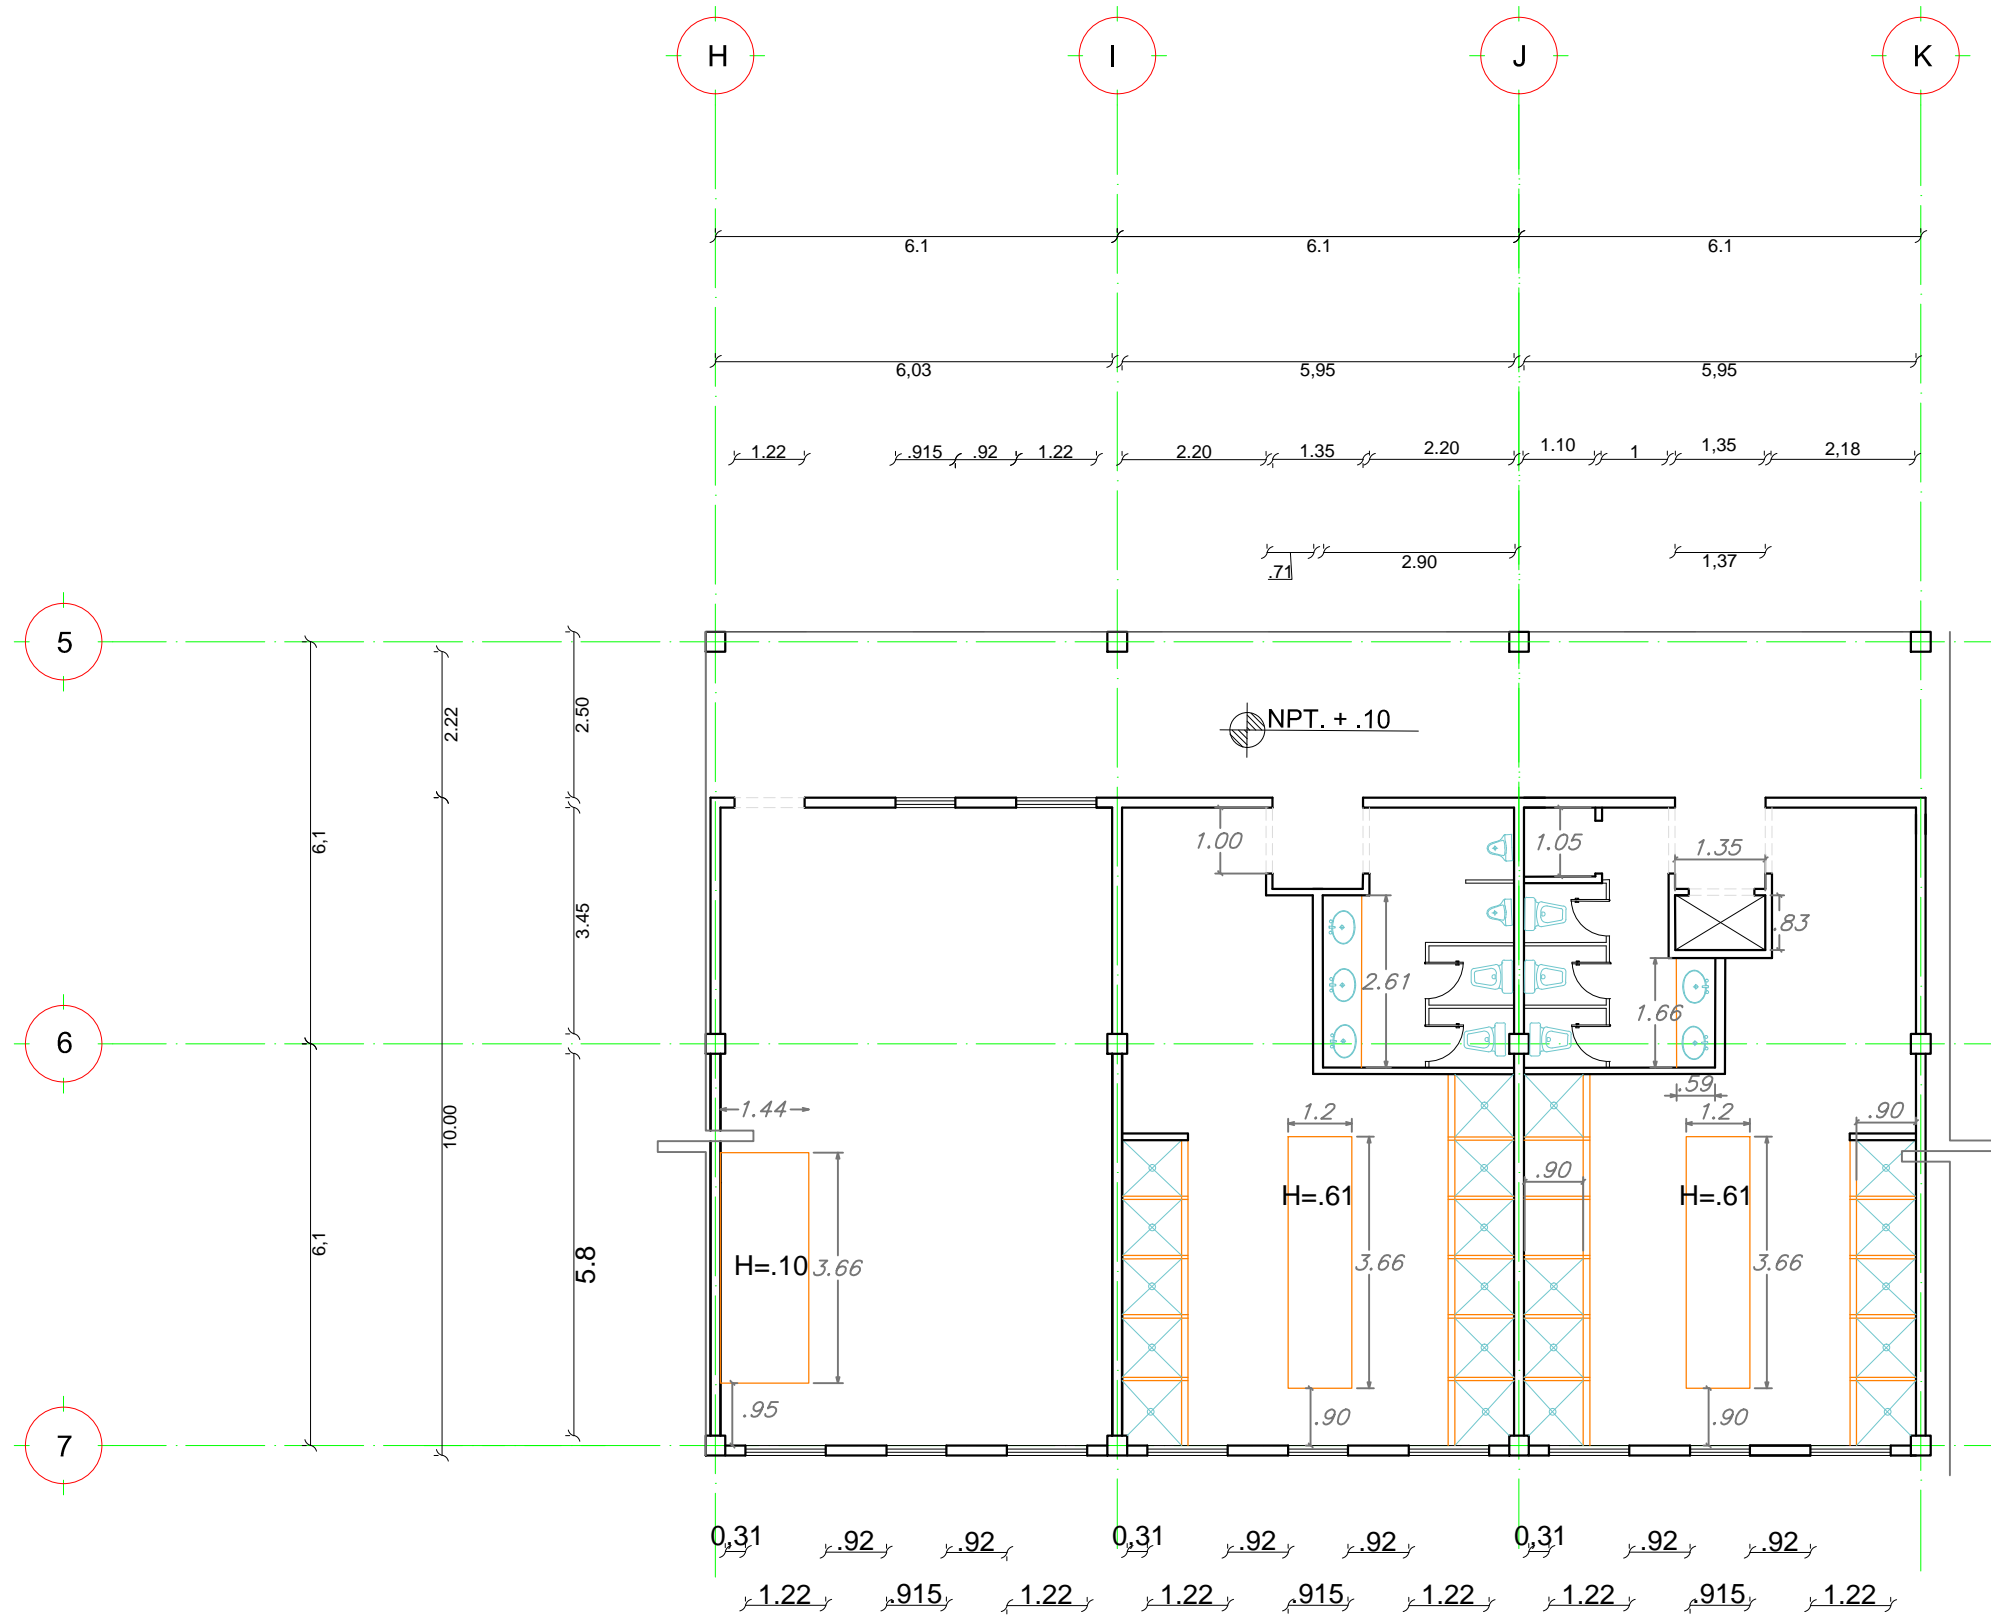 H I J K
6.1 6.1 6.1
6,03 5,95 5,95
1.22 .915 .92 1.22 2.20 1.35 2.20 1.10 1 1,35 2,18
.71 2.90 1,37
5
2.50
2.22
NPT. + .10
6,1
1.00 1.05 1.35
3.45
.83
2.61
1.66
6
.59
1.44 1.2 1.2 .90
10.00
.90
H=.61 H=.61
6,1
5.8
H=.10 3.66 3.66 3.66
.95 .90 .90
7
0,31 .92 .92 0,31 .92 .92 0,31 .92 .92
1.22 .915 1.22 1.22 .915 1.22 1.22 .915 1.22